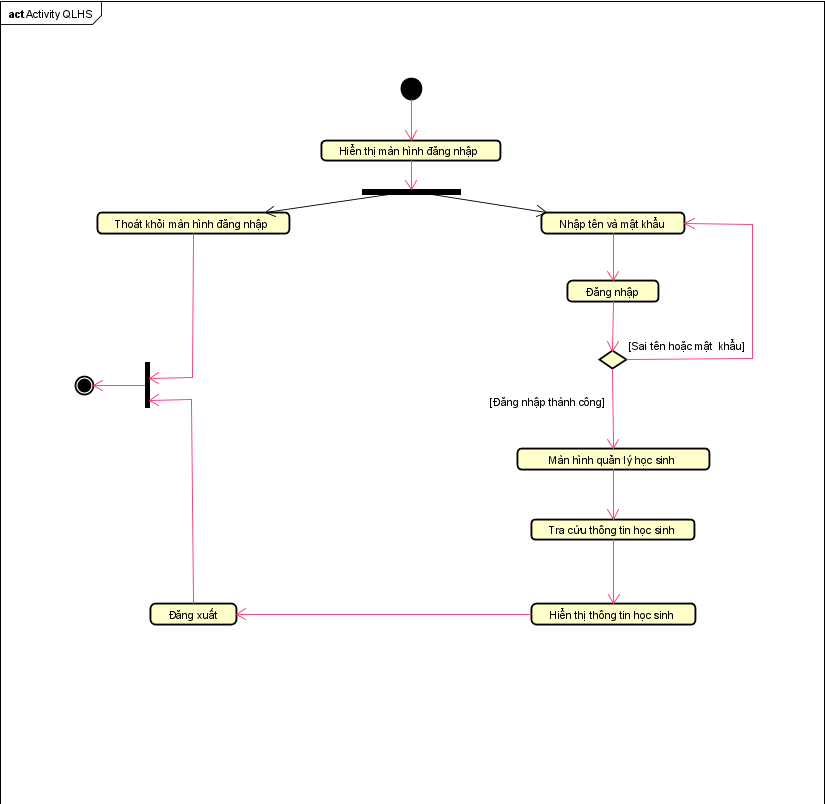 act Activity QLHS
Hiển thị màn hình đăng nhập
Thoát khỏi màn hình đăng nhập
Nhập tên và mật khẩu
Đăng nhập
[Sai tên hoặc mật  khẩu]
[Đăng nhập thành công]
Màn hình quản lý học sinh
Tra cứu thông tin học sinh
Đăng xuất
Hiển thị thông tin học sinh